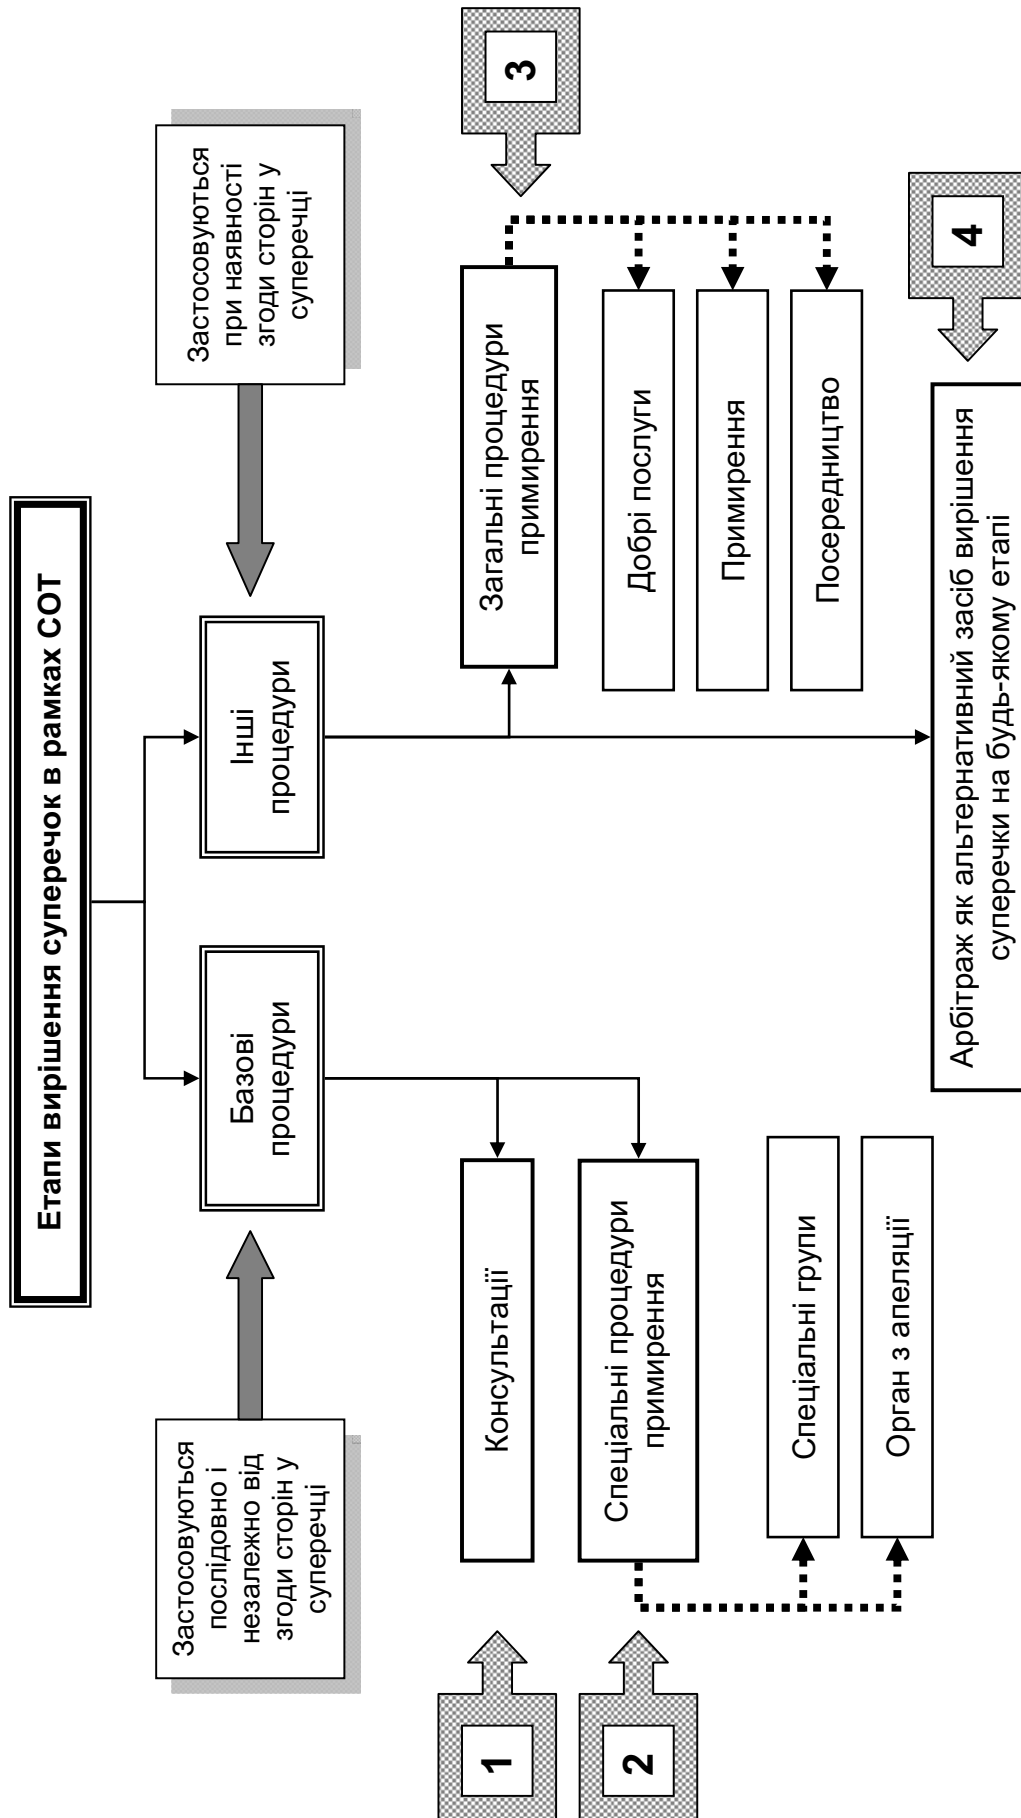 Етапи вирішення суперечок в рамках СОТ
Застосовуються
послідовно і
незалежно від
згоди сторін у
суперечці
Базові
процедури
Інші
процедури
Застосовуються
при наявності
згоди сторін у
суперечці
1
Консультації
2
Спеціальні процедури
примирення
Спеціальні групи
Орган з апеляції
Загальні процедури
примирення
3
Добрі послуги
Примирення
Посередництво
Арбітраж як альтернативний засіб вирішення
суперечки на будь-якому етапі
4